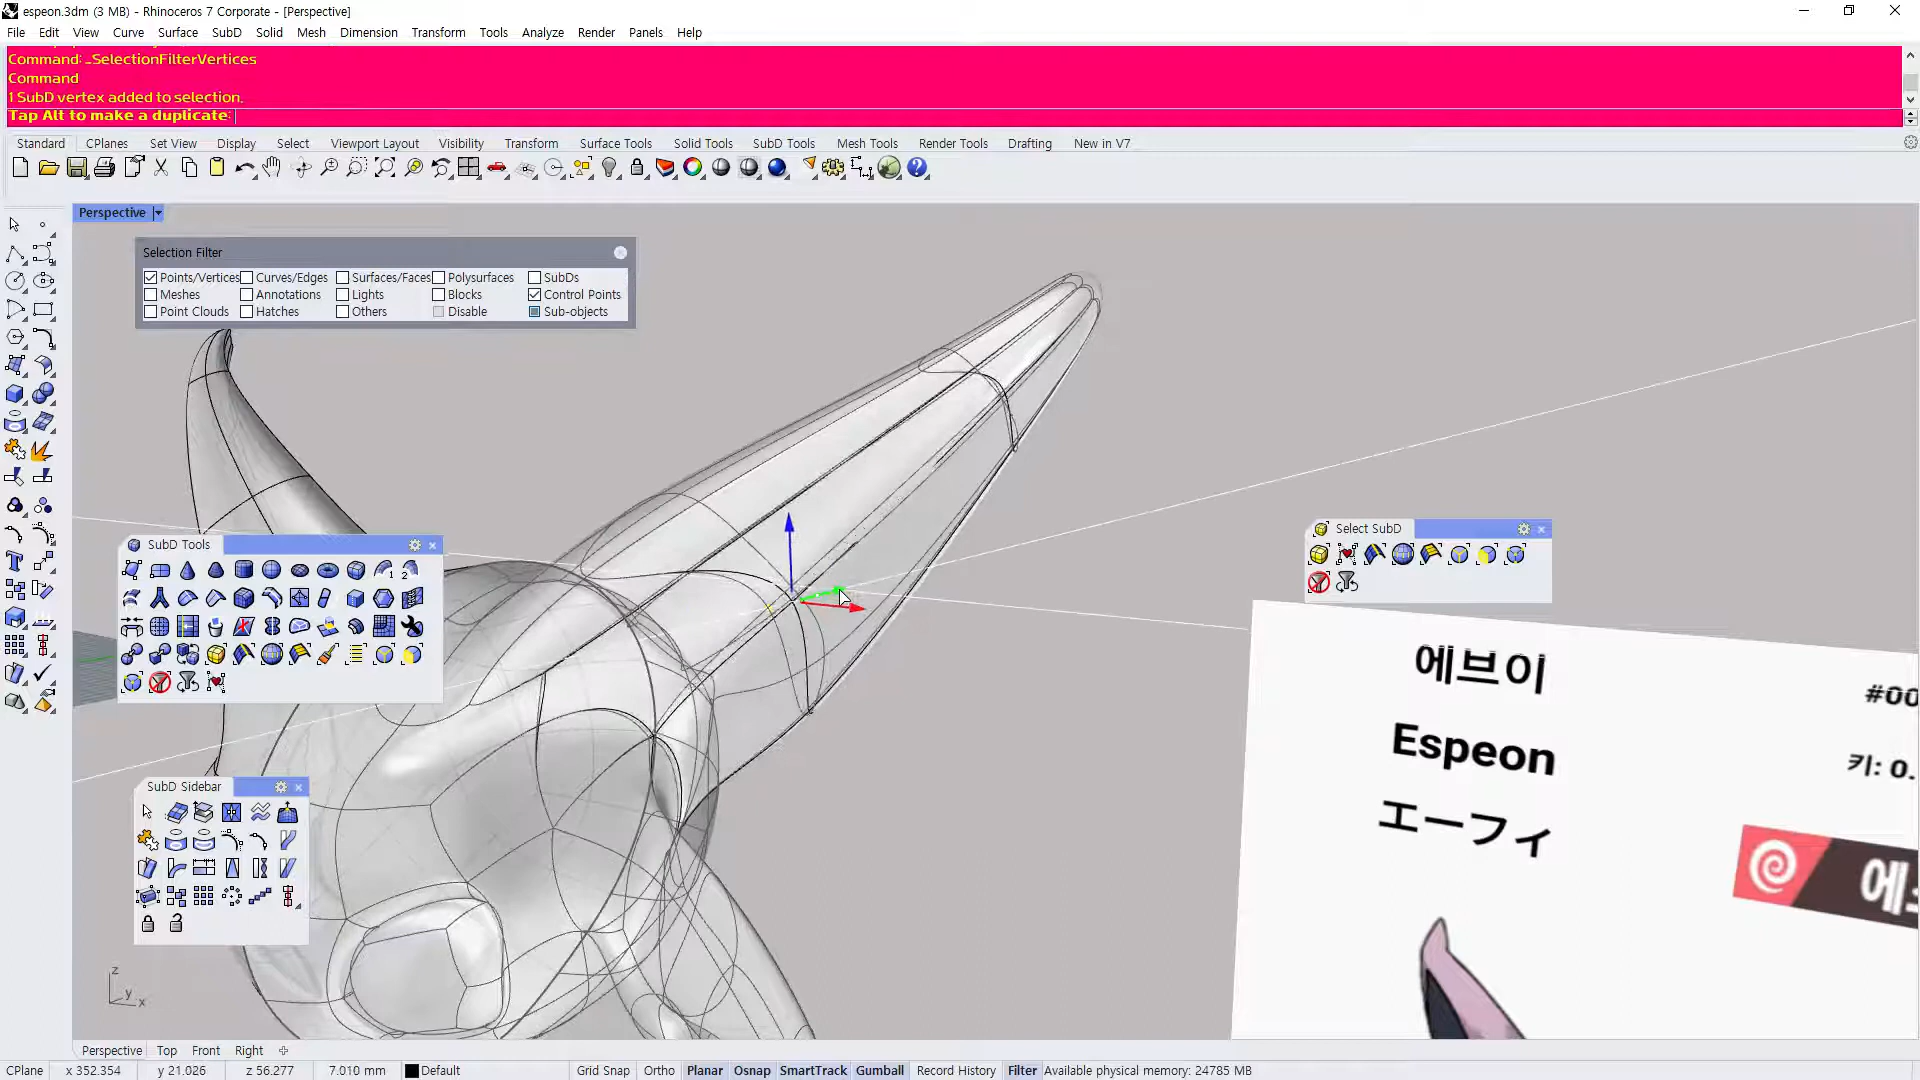 espeon.3dm (3 MB) - Rhinoceros 7 Corporate - [Perspective]
File Edit View Curve Surface SubD Solid Mesh Dimension Transform Tools Analyze Render Panels Help
Command: _SelectionFilterVertices
Command
1 SubD vertex added to selection.
Tap Alt to make a duplicate:
Standard CPlanes Set View Display Select Viewport Layout Visibility Transform Surface Tools Solid Tools SubD Tools Mesh Tools Render Tools Drafting New in V7
Perspective
Selection Filter
Points/Vertices Curves/Edges Surfaces/Faces Polysurfaces SubDs
Meshes Annotations Lights Blocks Control Points
Point Clouds Hatches Others Disable Sub-objects
Select SubD
SubD Tools
1 2
SubD Sidebar
에브이
Espeon
エーフィ
#00
키: 0.
에
z
y x
Perspective Top Front Right
CPlane x 352.354 y 21.026 z 56.277 7.010 mm Default Grid Snap Ortho Planar Osnap SmartTrack Gumball Record History Filter Available physical memory: 24785 MB